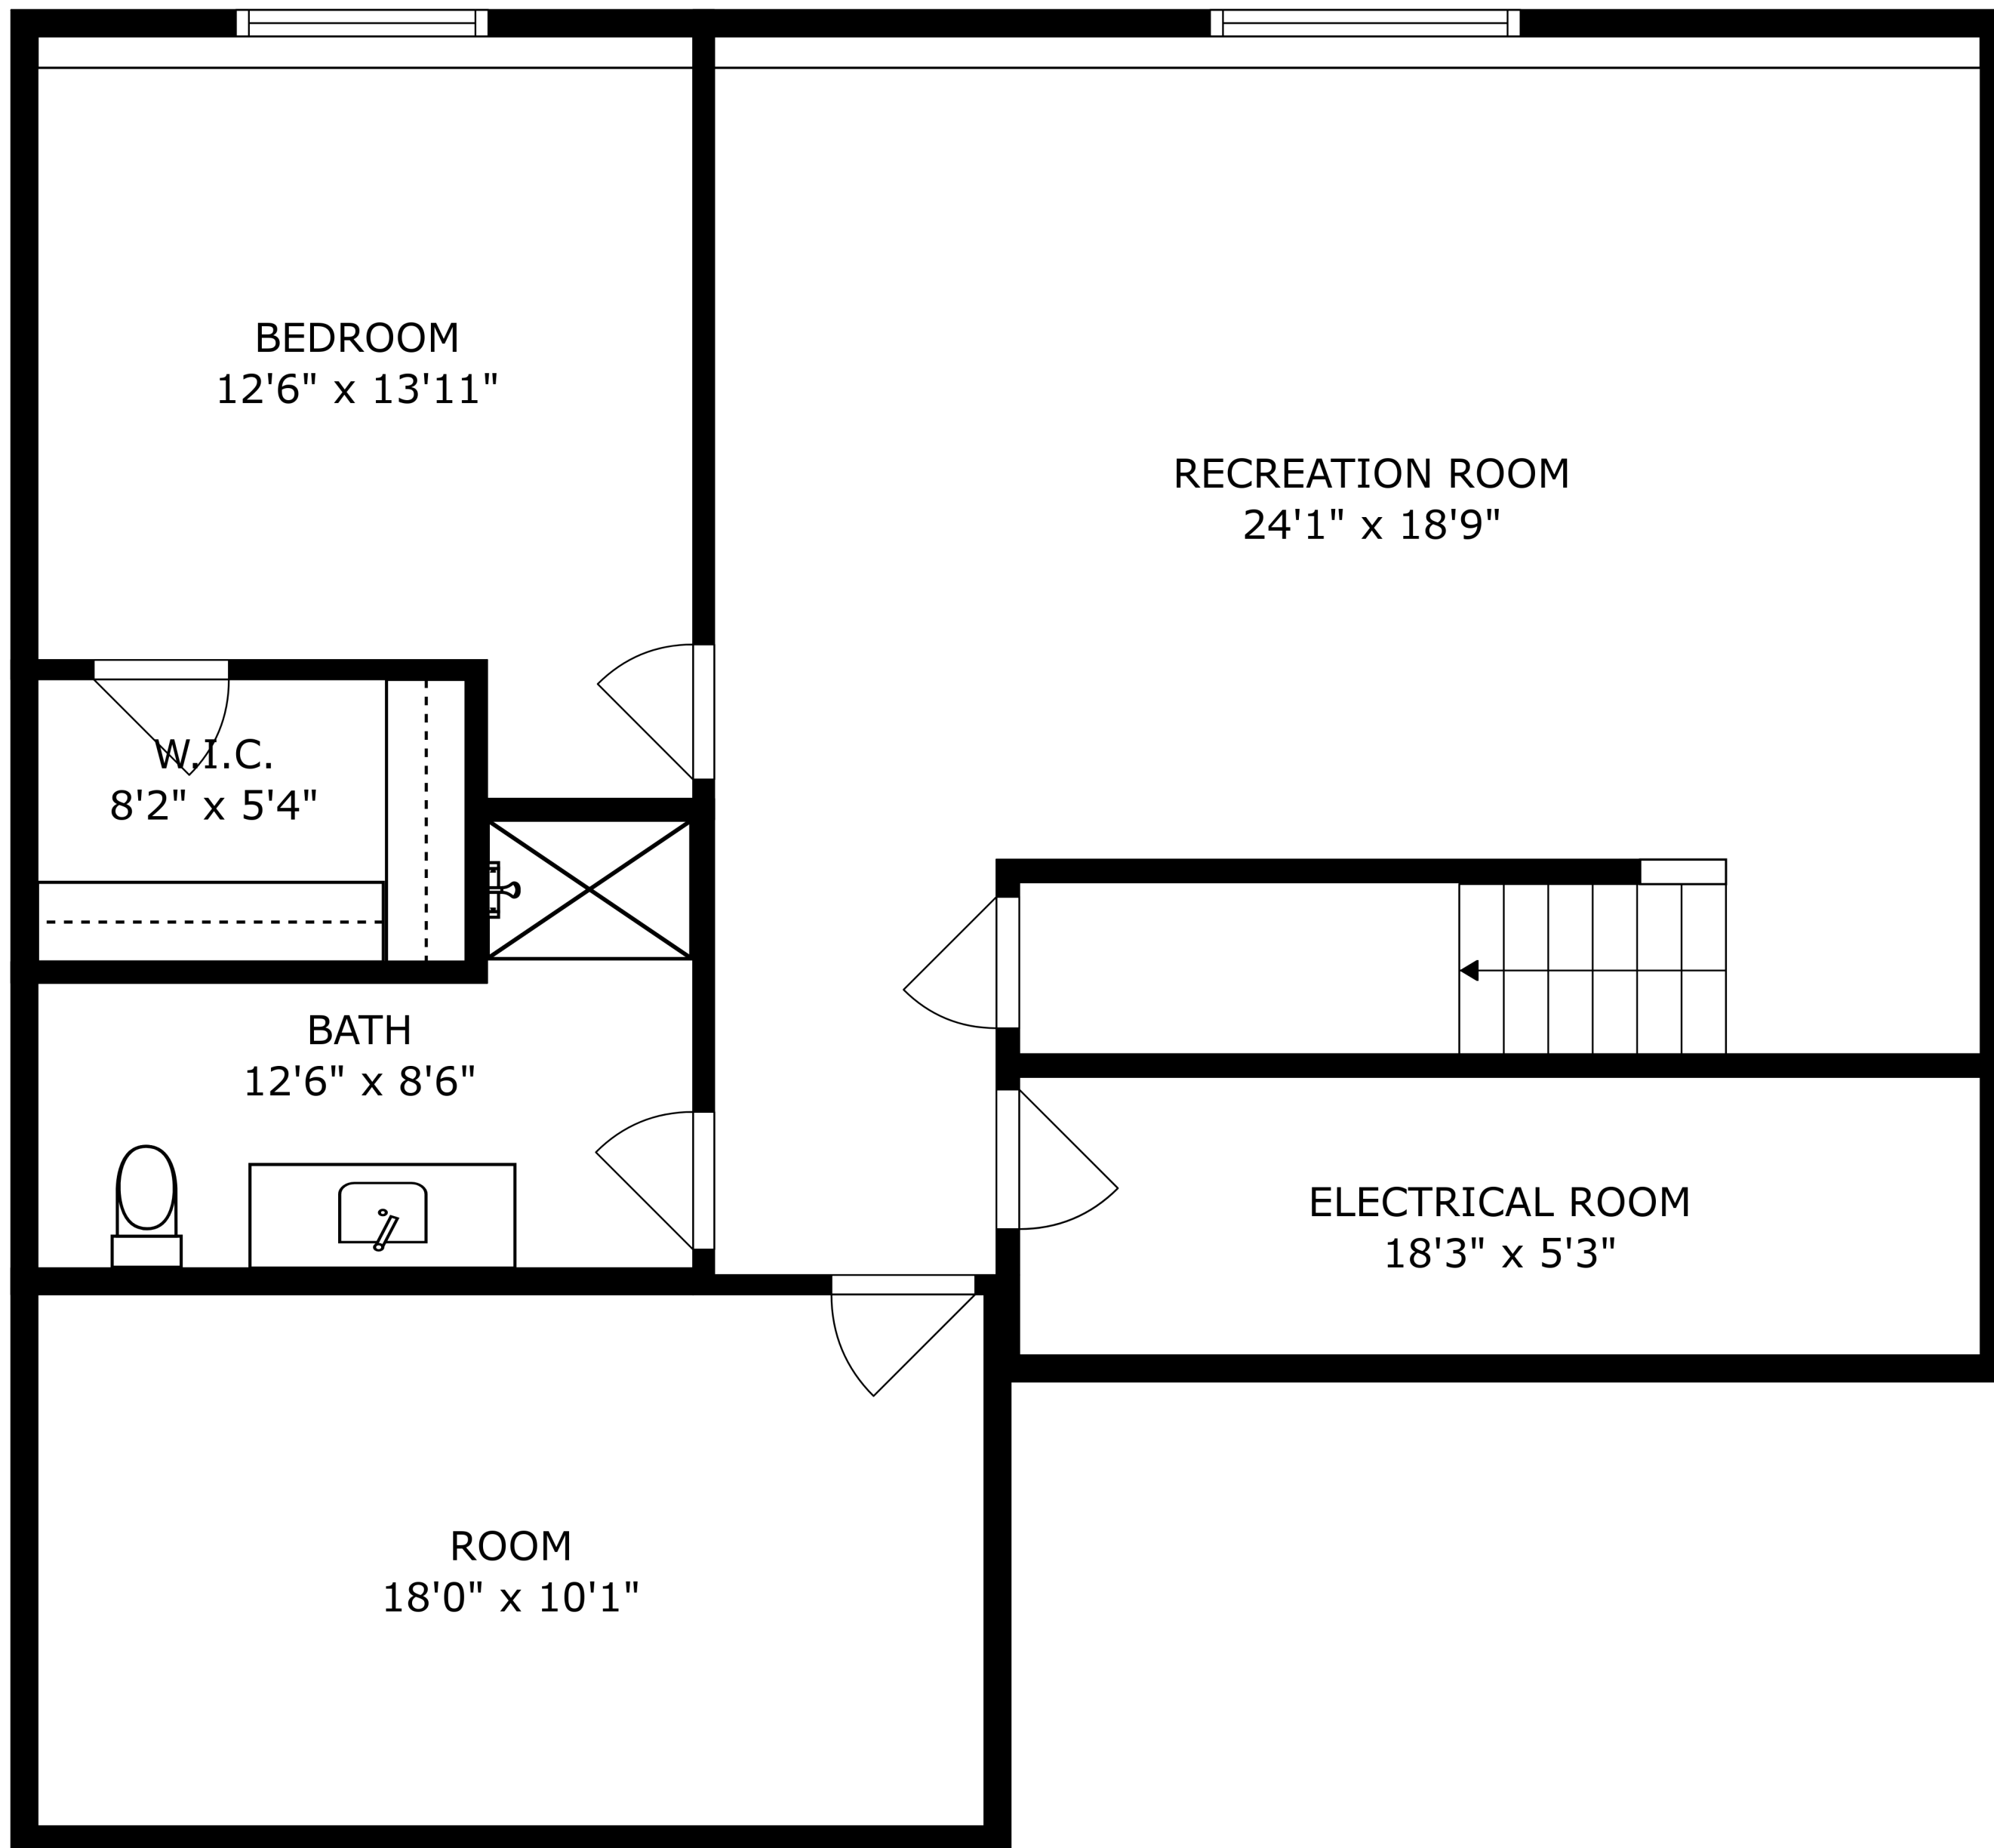 BEDROOM
12'6" x 13'11"
RECREATION ROOM
24'1" x 18'9"
W.I.C.
8'2" x 5'4"
BATH
12'6" x 8'6"
ELECTRICAL ROOM
18'3" x 5'3"
ROOM
18'0" x 10'1"